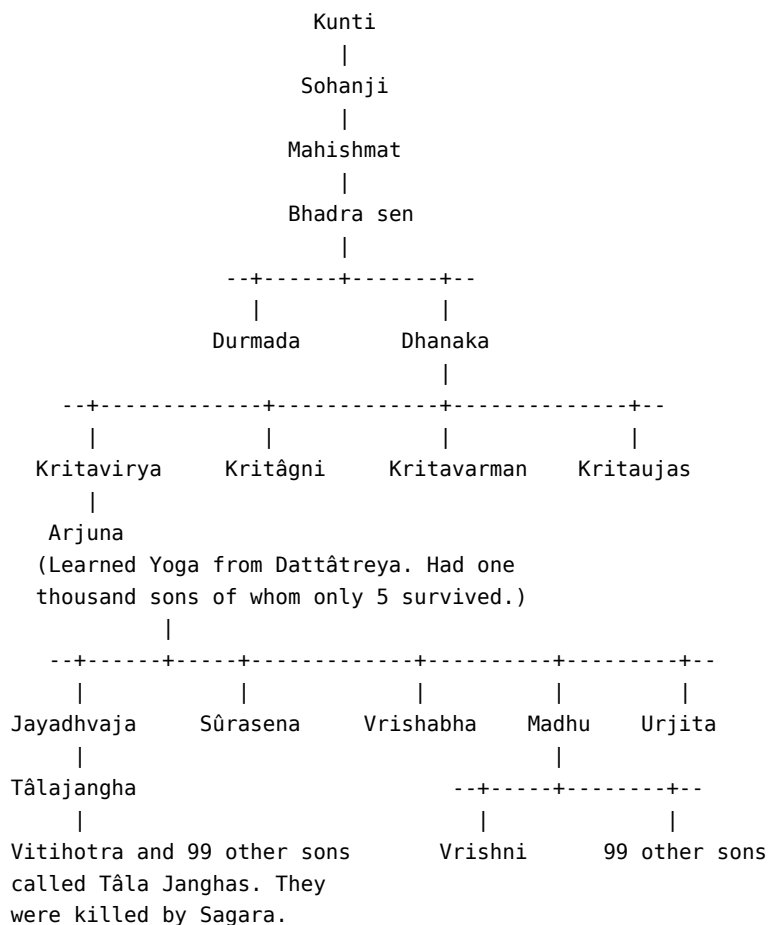 Kunti
|
Sohanji
|
Mahishmat
|
Bhadra sen
|
--+------+-------+--
| |
Durmada Dhanaka
|
--+-------------+-------------+--------------+--
| | | |
Kritavirya Kritâgni Kritavarman Kritaujas
|
Arjuna
(Learned Yoga from Dattâtreya. Had one
thousand sons of whom only 5 survived.)
|
--+------+-----+-------------+----------+---------+--
| | | | |
Jayadhvaja Sûrasena Vrishabha Madhu Urjita
| |
Tâlajangha --+-----+--------+--
| | |
Vitihotra and 99 other sons Vrishni 99 other sons
called Tâla Janghas. They
were killed by Sagara.